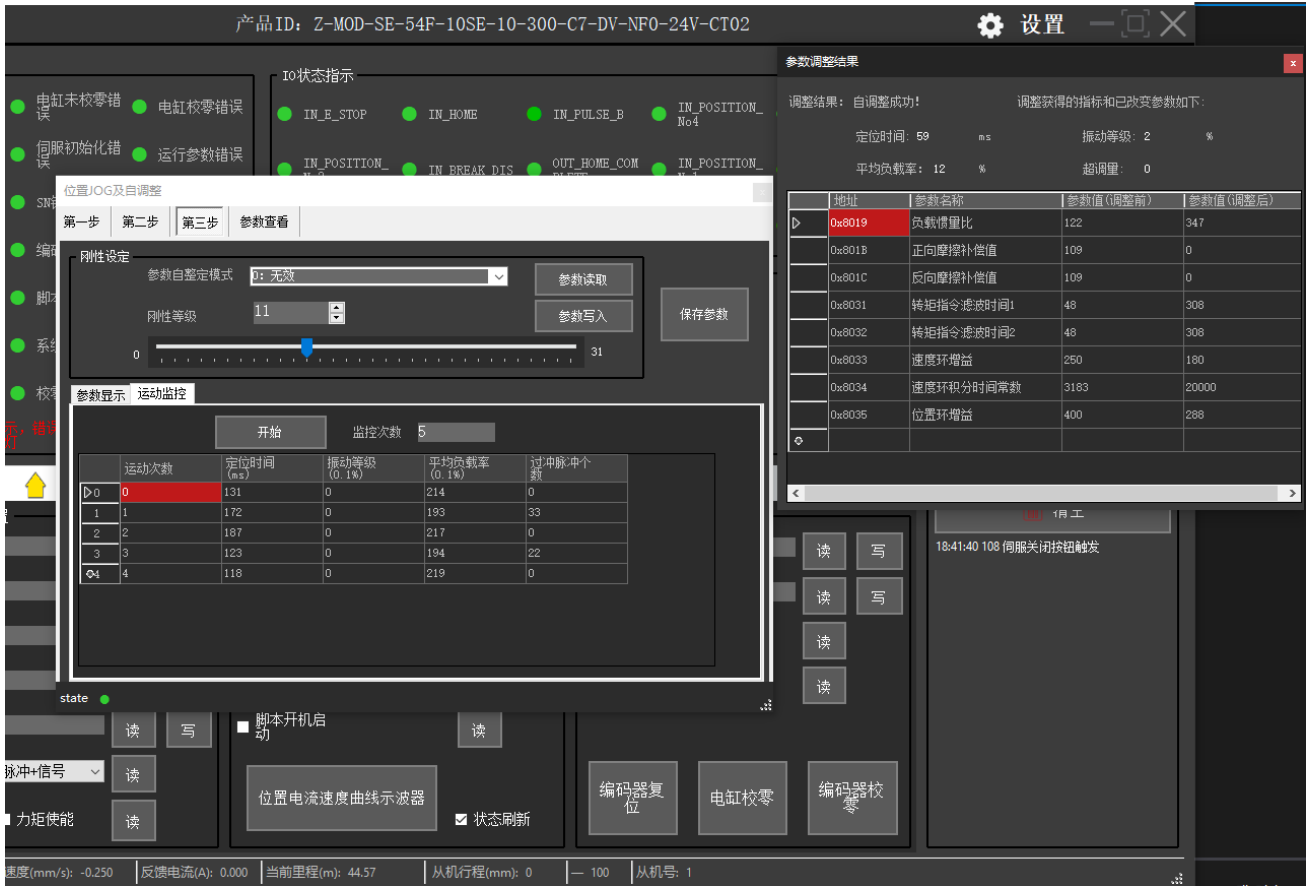 产品ID: Z-MOD-SE-54F-10SE-10-300-C7-DV-NF0-24V-CT02
设置
IO状态指示
电缸未校零错误
电缸校零错误
IN_E_STOP
IN_HOME
IN_PULSE_B
IN_POSITION_No4
伺服初始化错误
运行参数错误
IN_POSITION_
IN_BREAK_DIS
OUT_HOME_COM
IN_POSITION_
SN
编
脚
系
校
参数调整结果
调整结果: 自调整成功!
调整获得的指标和已改变参数如下:
定位时间: 59 ms
振动等级: 2 %
平均负载率: 12 %
超调量: 0
地址 参数名称 参数值(调整前) 参数值(调整后)
0x8019 负载惯量比 122 347
0x801B 正向摩擦补偿值 109 0
0x801C 反向摩擦补偿值 109 0
0x8031 转矩指令滤波时间1 48 308
0x8032 转矩指令滤波时间2 48 308
0x8033 速度环增益 250 180
0x8034 速度环积分时间常数 3183 20000
0x8035 位置环增益 400 288
位置JOG及自调整
第一步 第二步 第三步 参数查看
刚性设定
参数自整定模式 0: 无效
参数读取
刚性等级 11
参数写入
保存参数
0 31
参数显示 运动监控
开始
监控次数 5
运动次数 定位时间(ms) 振动等级(0.1%) 平均负载率(0.1%) 过冲脉冲个数
0 0 131 0 214 0
1 1 172 0 193 33
2 2 187 0 217 0
3 3 123 0 194 22
4 4 118 0 219 0
state
18:41:40 108 伺服关闭按钮触发
读 写
读 写
读
读
读 写
脚本开机启动
读
脉冲+信号
读
力矩使能
读
位置电流速度曲线示波器
状态刷新
编码器复位
电缸校零
编码器校零
速度(mm/s): -0.250
反馈电流(A): 0.000
当前里程(m): 44.57
从机行程(mm): 0
— 100
从机号: 1